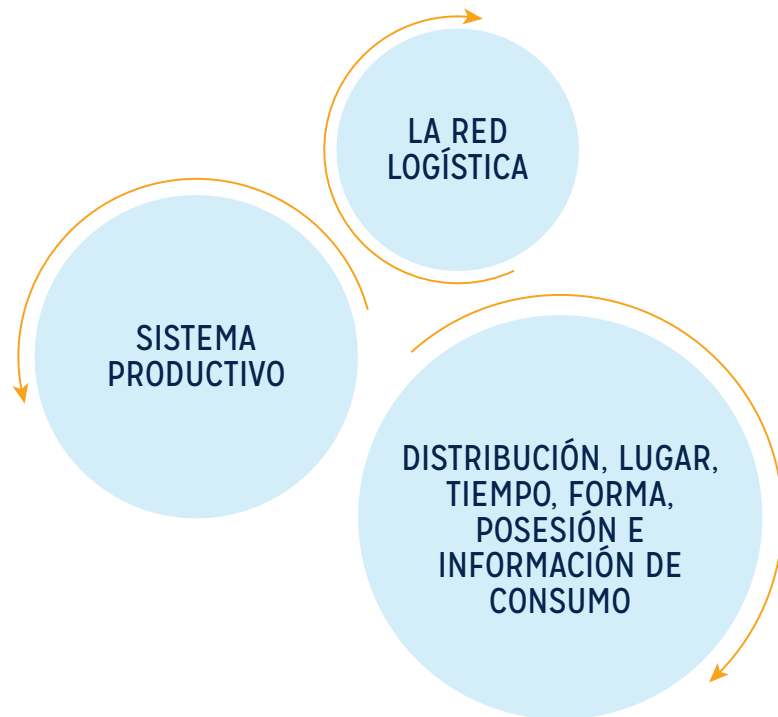 LA RED
LOGÍSTICA
SISTEMA
PRODUCTIVO
DISTRIBUCIÓN, LUGAR,
TIEMPO, FORMA,
POSESIÓN E
INFORMACIÓN DE
CONSUMO